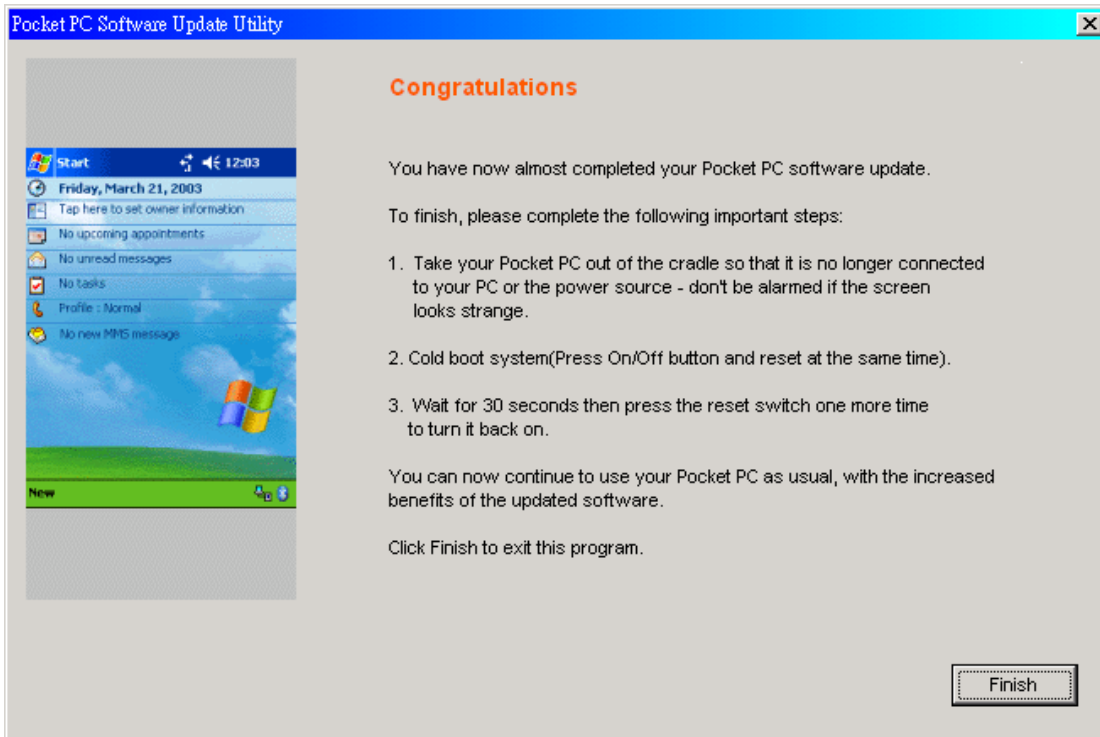 Pocket PC Software Update Utility
Start 12:03
Friday, March 21, 2003
Tap here to set owner information
No upcoming appointments
No unread messages
No tasks
Profile : Normal
No new MMS message
New
Congratulations
You have now almost completed your Pocket PC software update.
To finish, please complete the following important steps:
1. Take your Pocket PC out of the cradle so that it is no longer connected
to your PC or the power source - don't be alarmed if the screen
looks strange.
2. Cold boot system(Press On/Off button and reset at the same time).
3. Wait for 30 seconds then press the reset switch one more time
to turn it back on.
You can now continue to use your Pocket PC as usual, with the increased
benefits of the updated software.
Click Finish to exit this program.
Finish